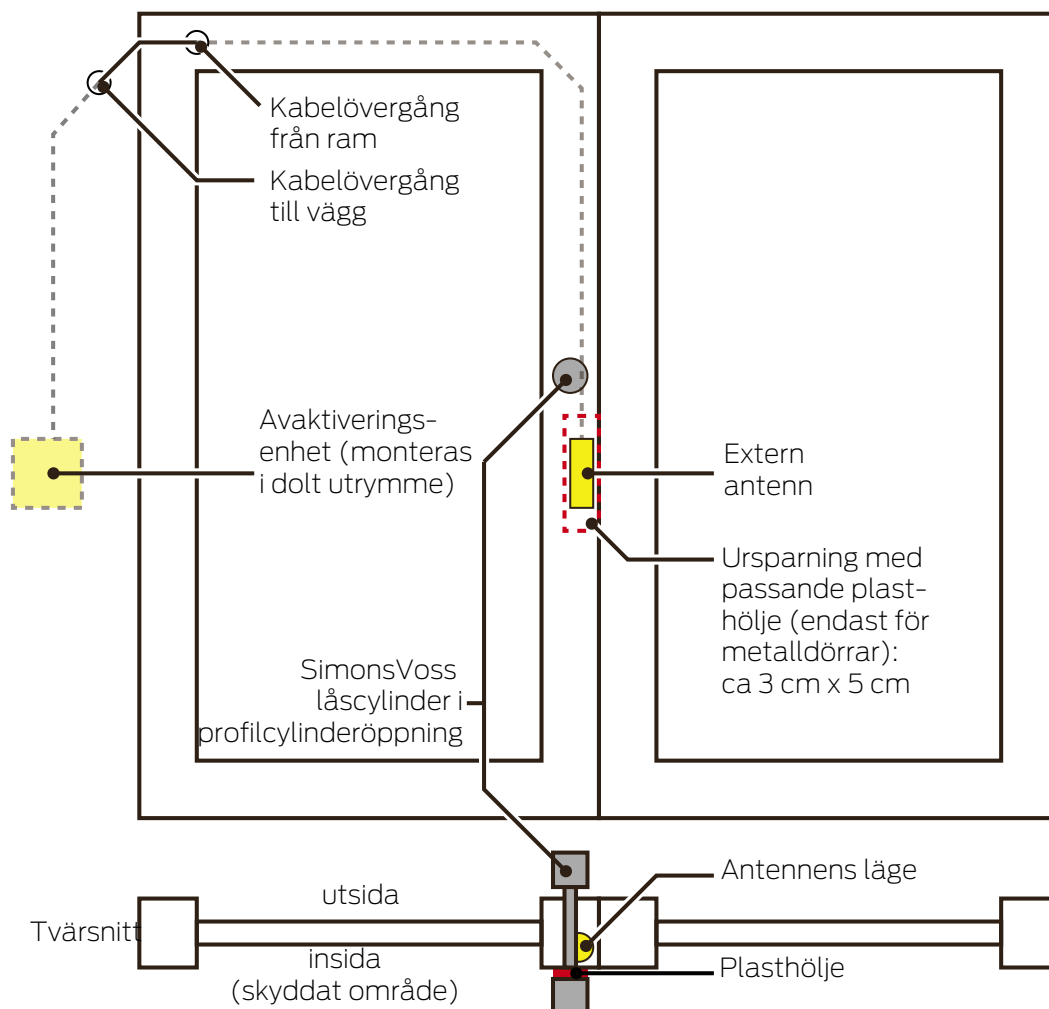 Kabelövergång
från ram
Kabelövergång
till vägg
Avaktiverings-
enhet (monteras
i dolt utrymme)
Extern
antenn
Ursparning med
passande plast-
hölje (endast för
metalldörrar):
ca 3 cm x 5 cm
SimonsVoss
låscylinder i
profilcylinderöppning
Antennens läge
utsida
Tvärsnitt
insida
(skyddat område)
Plasthölje